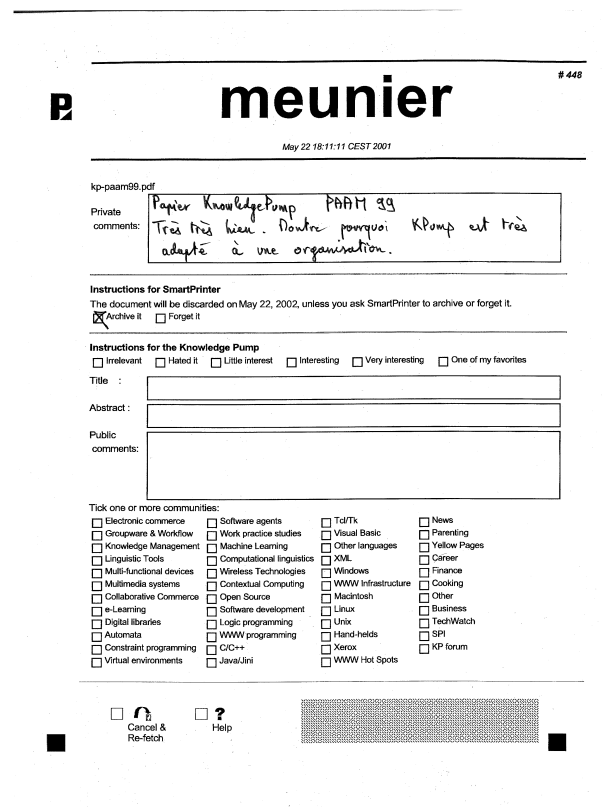 # 448
meunier
May 22 18:11:11 CEST 2001
kp-paam99.pdf
Private comments:
Papier KnowledgePump PAAM 99
Très très bien. Montre pourquoi KPump est très
adapté à une organisation.
Instructions for SmartPrinter
The document will be discarded on May 22, 2002, unless you ask SmartPrinter to archive or forget it.
Archive it Forget it
Instructions for the Knowledge Pump
Irrelevant Hated it Little interest Interesting Very interesting One of my favorites
Title :
Abstract :
Public comments:
Tick one or more communities:
Electronic commerce Software agents Tcl/Tk News
Groupware & Workflow Work practice studies Visual Basic Parenting
Knowledge Management Machine Learning Other languages Yellow Pages
Linguistic Tools Computational linguistics XML Career
Multi-functional devices Wireless Technologies Windows Finance
Multimedia systems Contextual Computing WWW Infrastructure Cooking
Collaborative Commerce Open Source Macintosh Other
e-Learning Software development Linux Business
Digital libraries Logic programming Unix TechWatch
Automata WWW programming Hand-helds SPI
Constraint programming C/C++ Xerox KP forum
Virtual environments Java/Jini WWW Hot Spots
Cancel & Help
Re-fetch